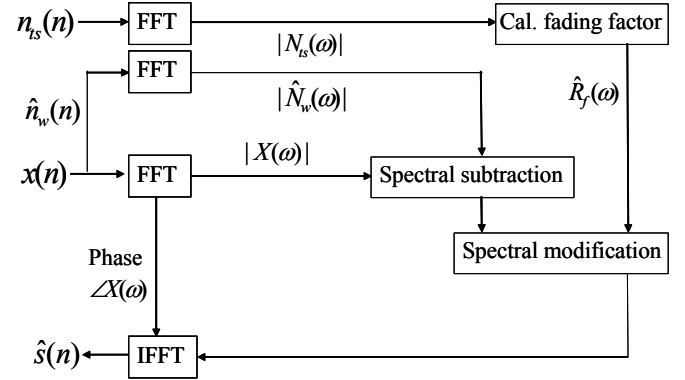 n_ts(n)
FFT
Cal. fading factor
|N_ts(ω)|
FFT
|N̂_w(ω)|
R̂_f(ω)
n̂_w(n)
|X(ω)|
x(n)
FFT
Spectral subtraction
Spectral modification
Phase
∠X(ω)
ŝ(n)
IFFT